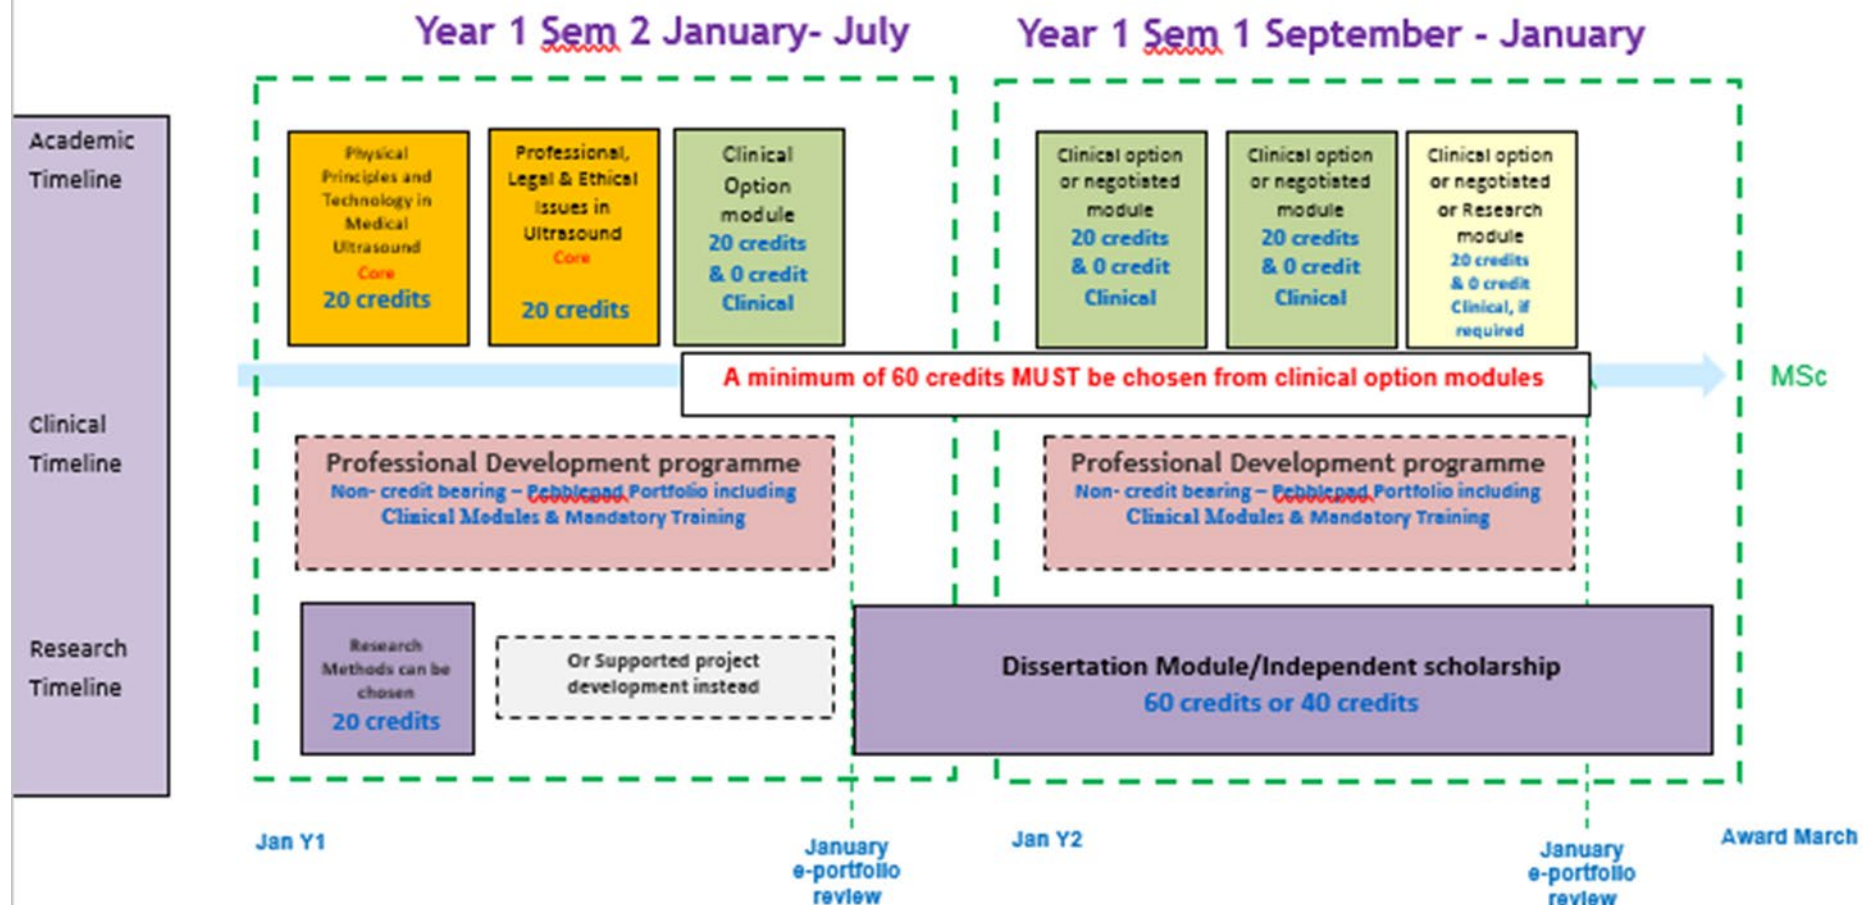 Year 1 Sem 2 January- July
Year 1 Sem 1 September - January
Academic
Timeline
Physical
Principles and
Technology in
Medical
Ultrasound
Core
20 credits
Professional,
Legal & Ethical
Issues in
Ultrasound
Core
20 credits
Clinical
Option
module
20 credits
& 0 credit
Clinical
Clinical option
or negotiated
module
20 credits
& 0 credit
Clinical
Clinical option
or negotiated
module
20 credits
& 0 credit
Clinical
Clinical option
or negotiated
or Research
module
20 credits
& 0 credit
Clinical, if
required
A minimum of 60 credits MUST be chosen from clinical option modules
MSc
Clinical
Timeline
Professional Development programme
Non- credit bearing – Pebblepad Portfolio including
Clinical Modules & Mandatory Training
Professional Development programme
Non- credit bearing – Pebblepad Portfolio including
Clinical Modules & Mandatory Training
Research
Timeline
Research
Methods can be
chosen
20 credits
Or Supported project
development instead
Dissertation Module/Independent scholarship
60 credits or 40 credits
Jan Y1
January
e-portfolio
review
Jan Y2
January
e-portfolio
review
Award March